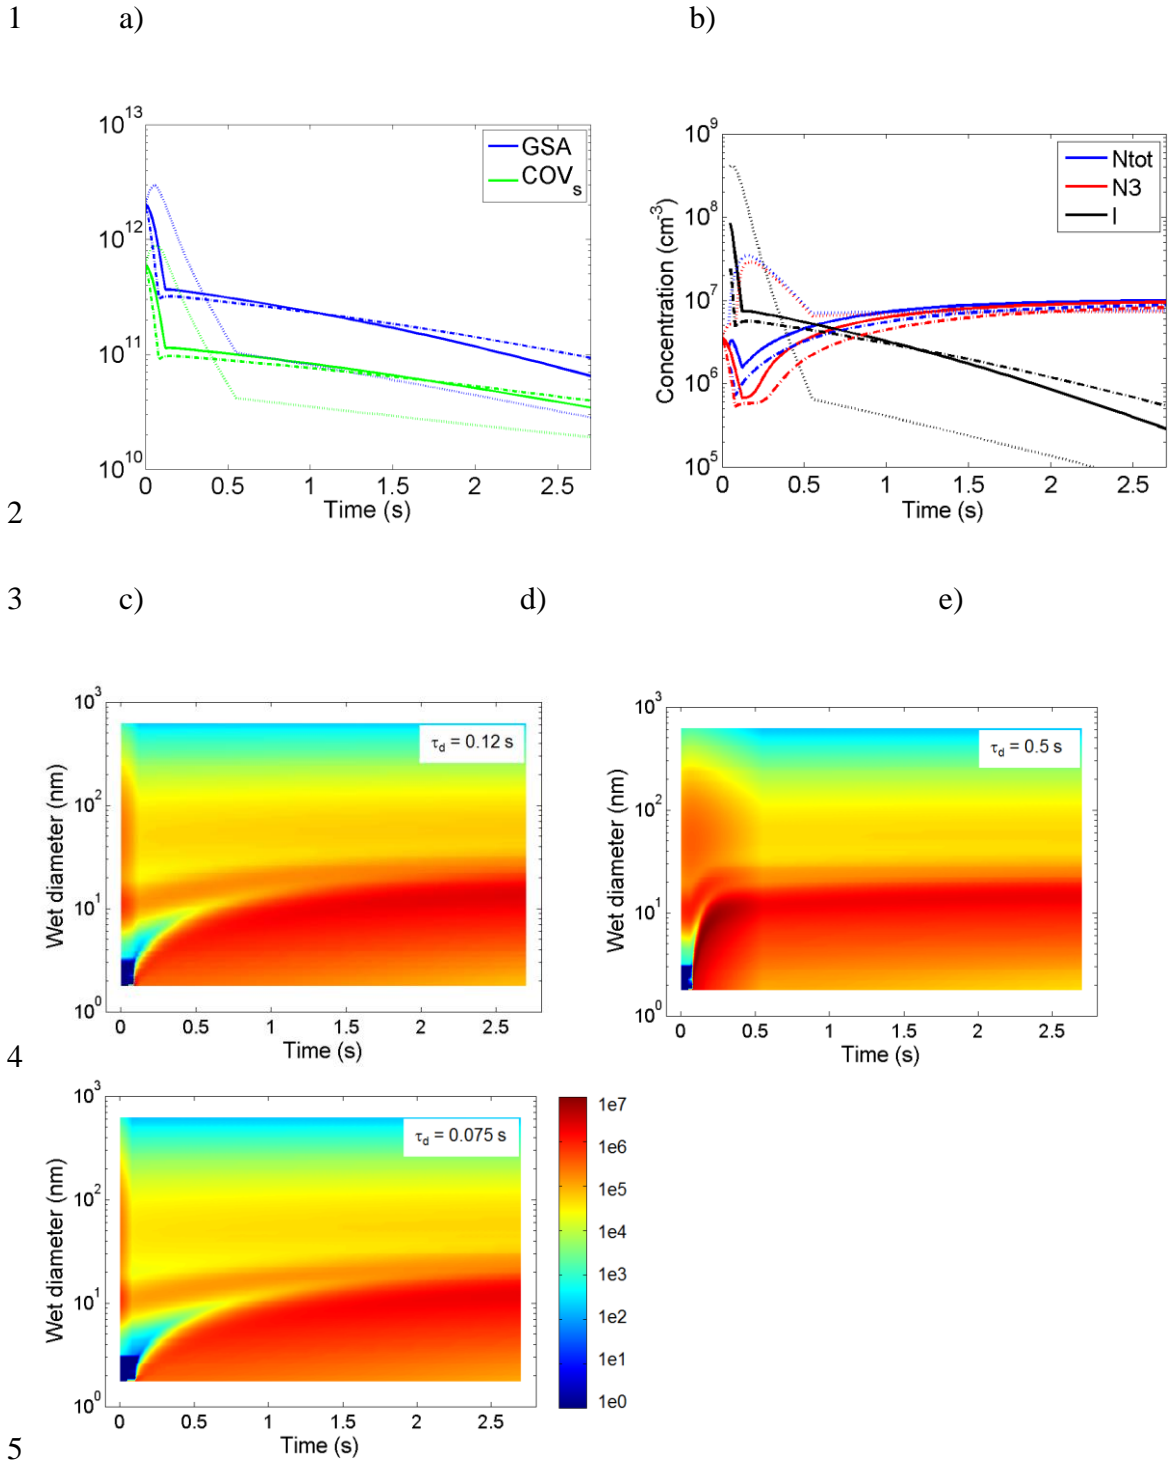 1 a) b)
10^13
10^12
10^11
10^10
GSA
COV_s
0 0.5 1 1.5 2 2.5
Time (s)
Concentration (cm^-3)
10^9
10^8
10^7
10^6
10^5
Ntot
N3
I
0 0.5 1 1.5 2 2.5
Time (s)
2
3 c) d) e)
Wet diameter (nm)
10^3
10^2
10^1
10^0
τ_d = 0.12 s
0 0.5 1 1.5 2 2.5
Time (s)
Wet diameter (nm)
10^3
10^2
10^1
10^0
τ_d = 0.5 s
0 0.5 1 1.5 2 2.5
Time (s)
4
Wet diameter (nm)
10^3
10^2
10^1
10^0
τ_d = 0.075 s
0 0.5 1 1.5 2 2.5
Time (s)
1e7
1e6
1e5
1e4
1e3
1e2
1e1
1e0
5